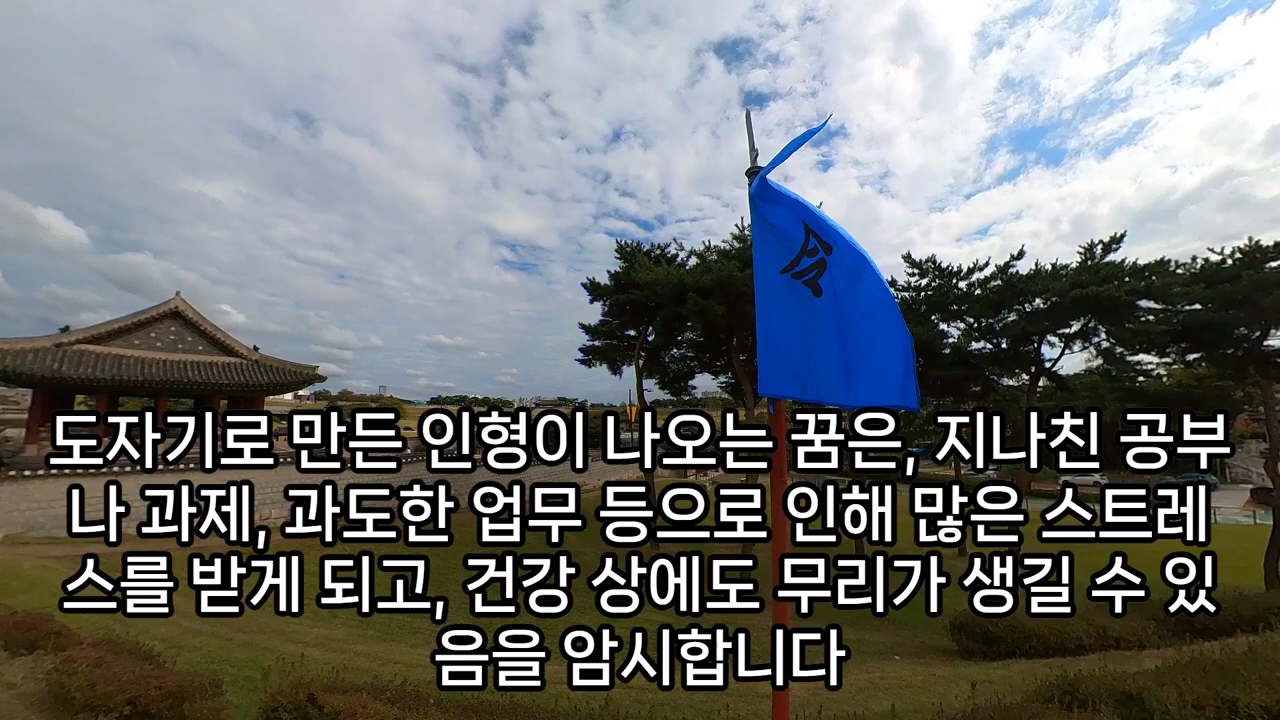 令
도자기로 만든 인형이 나오는 꿈은, 지나친 공부
나 과제, 과도한 업무 등으로 인해 많은 스트레
스를 받게 되고, 건강 상에도 무리가 생길 수 있
음을 암시합니다